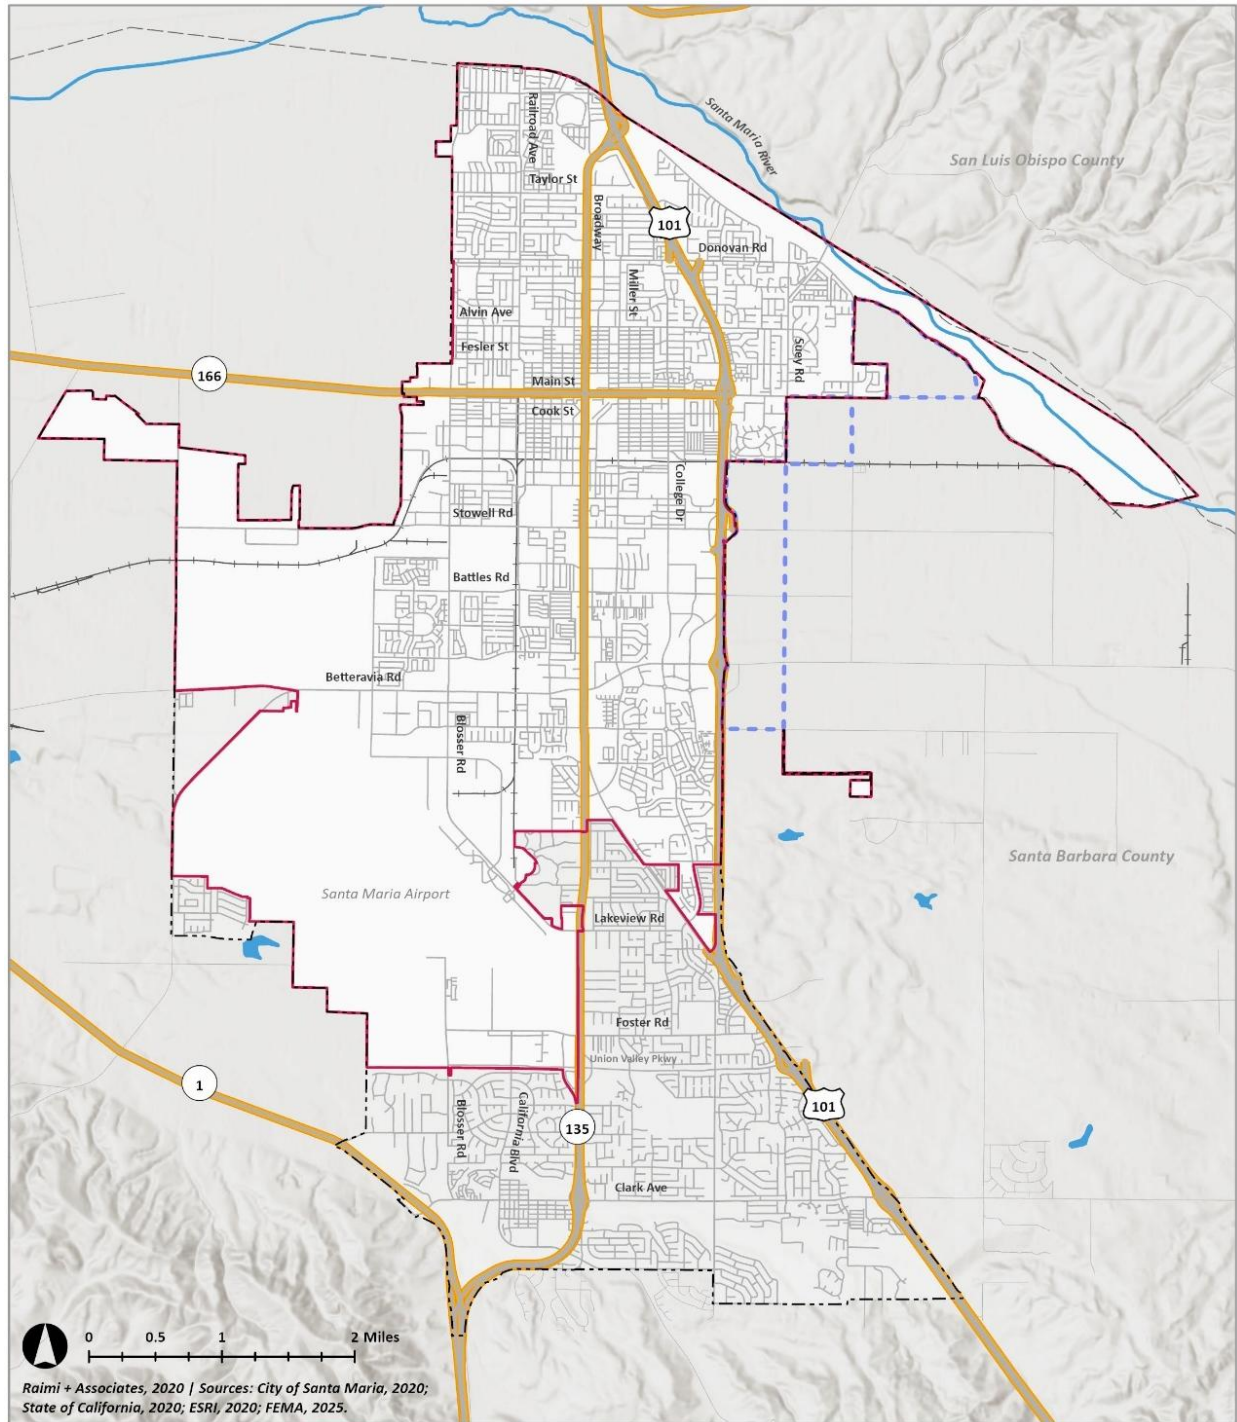 Santa Maria River
San Luis Obispo County
Railroad Ave
Taylor St
Broadway
101
Donovan Rd
Miller St
Alvin Ave
Fesler St
Suey Rd
166
Main St
Cook St
College Dr
Stowell Rd
Battles Rd
Betteravia Rd
Blosser Rd
Santa Maria Airport
Santa Barbara County
Lakeview Rd
Foster Rd
Union Valley Pkwy
1
Blosser Rd
California Blvd
101
135
Clark Ave
0 0.5 1 2 Miles
Raimi + Associates, 2020 | Sources: City of Santa Maria, 2020;
State of California, 2020; ESRI, 2020; FEMA, 2025.